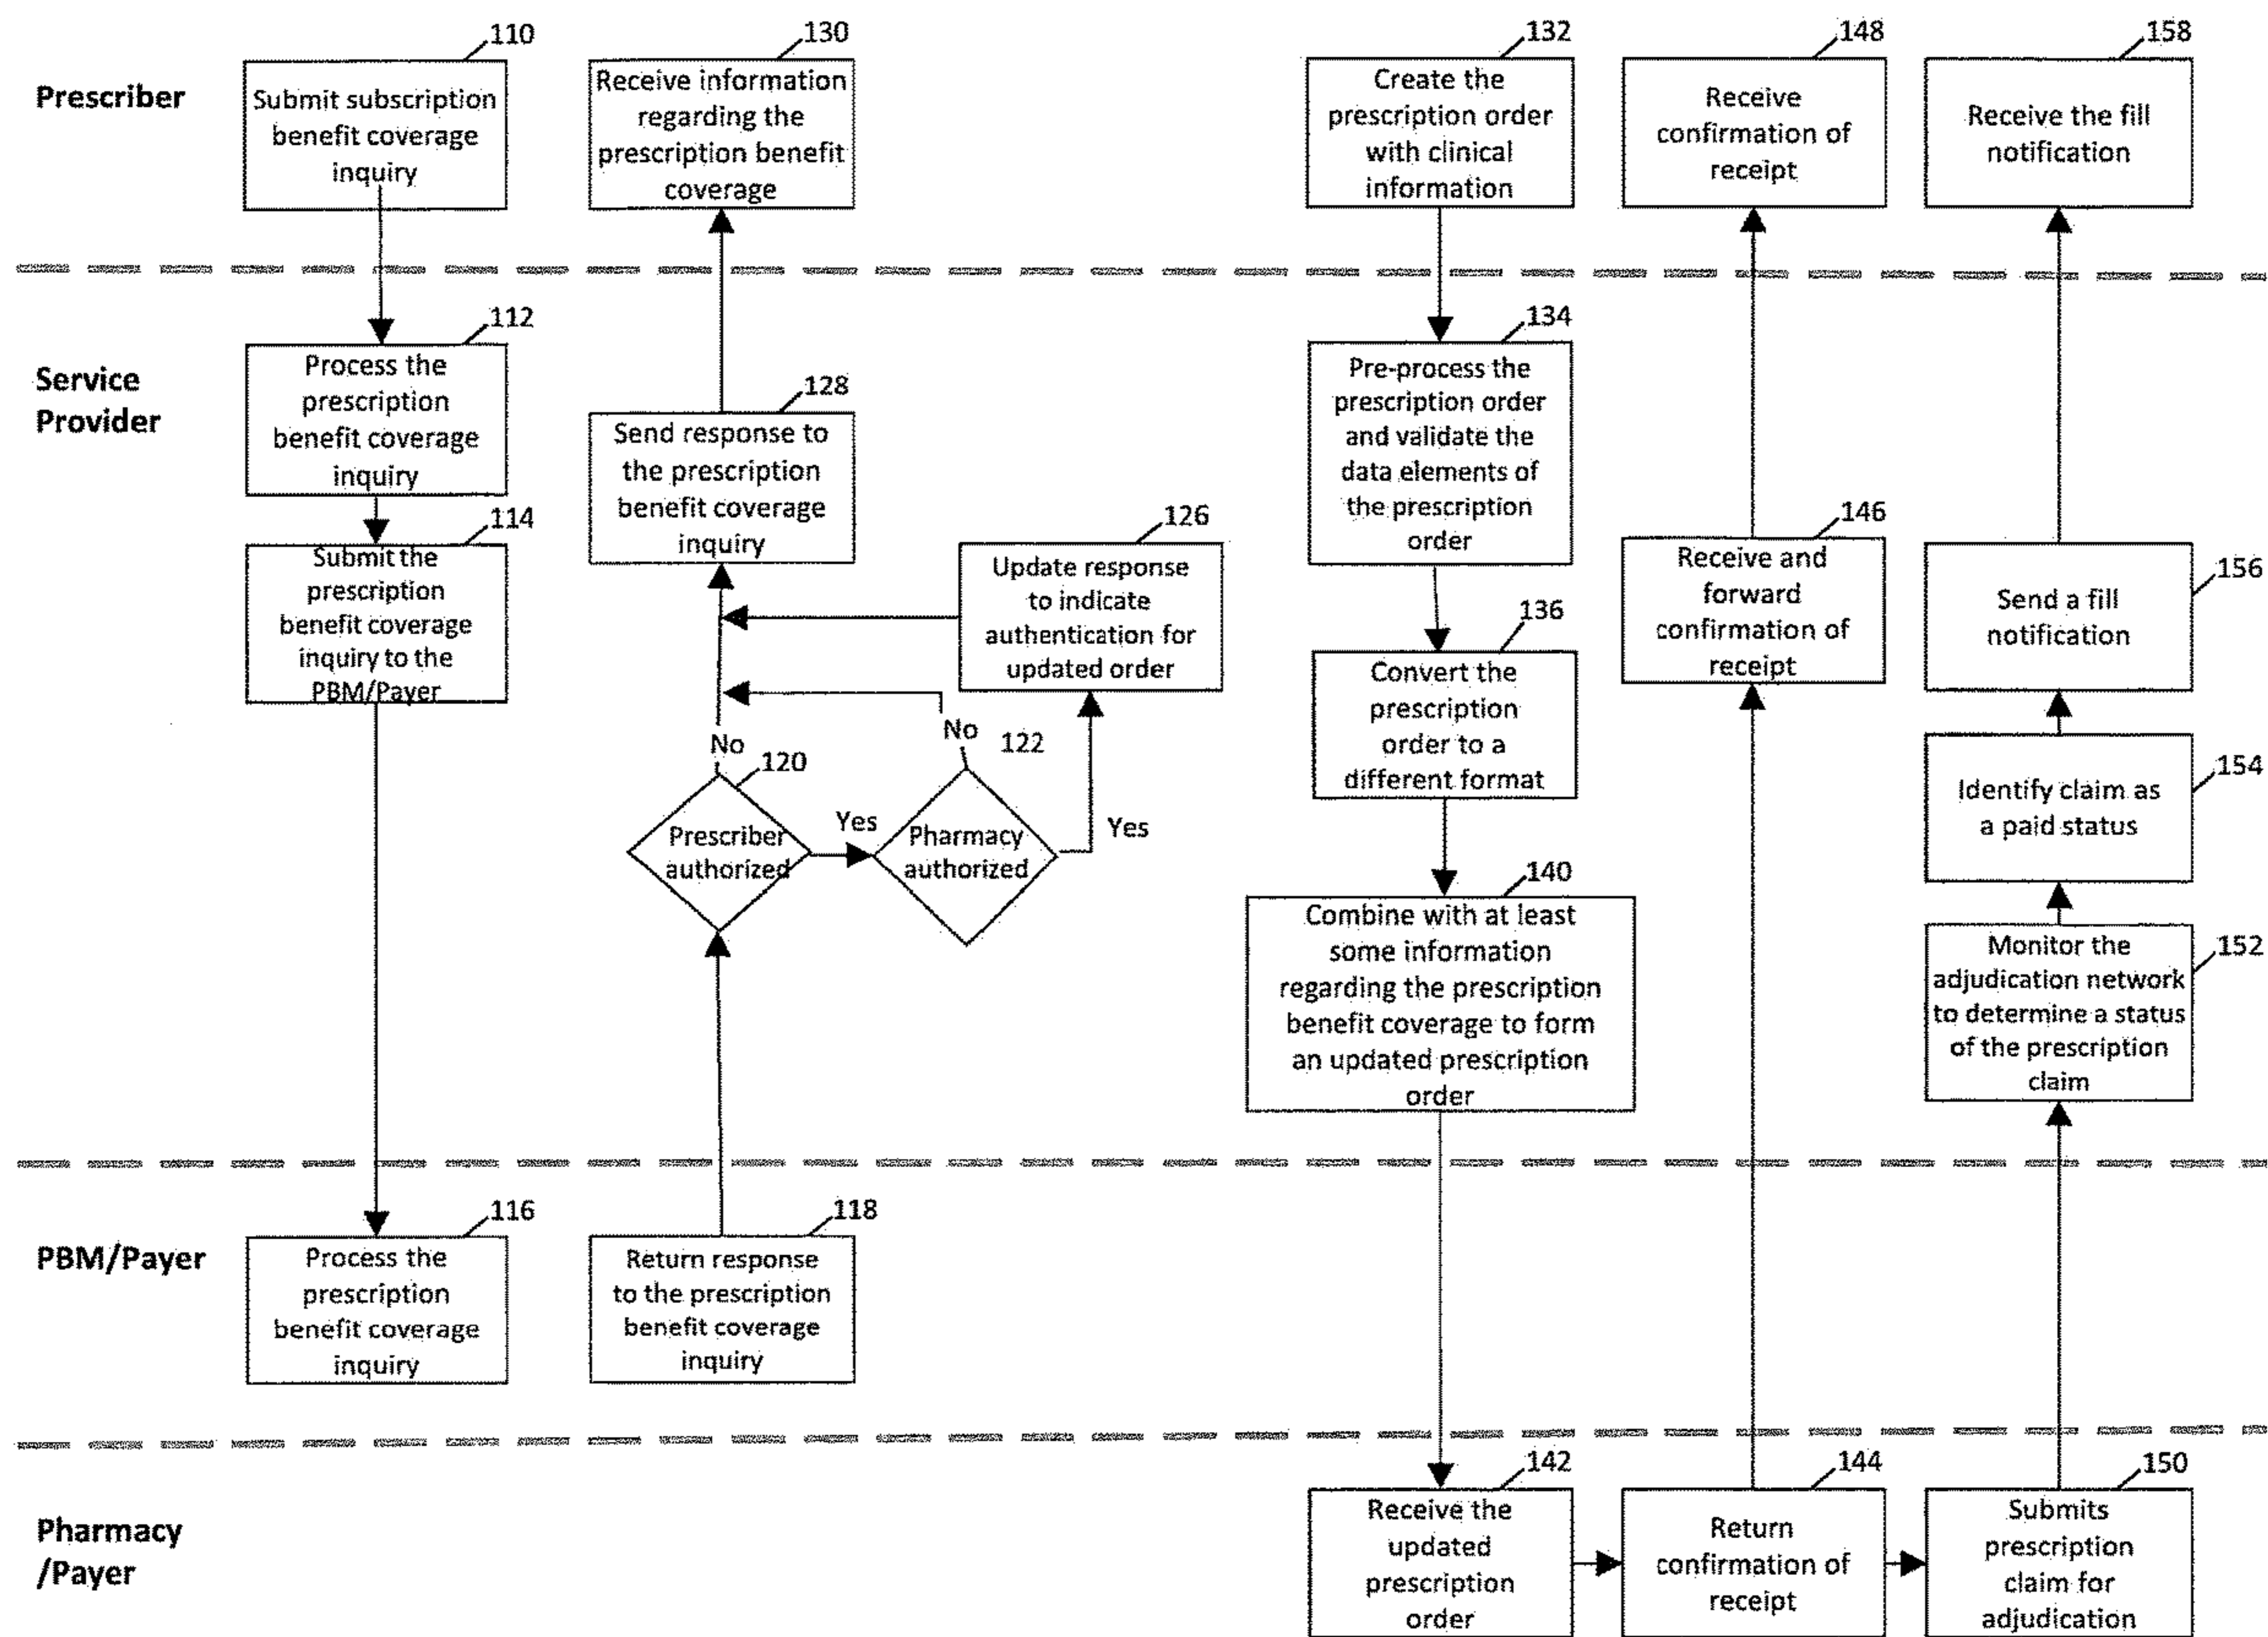 Prescriber
110
Submit subscription
benefit coverage
inquiry
130
Receive information
regarding the
prescription benefit
coverage
132
Create the
prescription order
with clinical
information
148
Receive
confirmation of
receipt
158
Receive the fill
notification
Service
Provider
112
Process the
prescription
benefit coverage
inquiry
114
Submit the
prescription
benefit coverage
inquiry to the
PBM/Payer
128
Send response to
the prescription
benefit coverage
inquiry
126
Update response
to indicate
authentication for
updated order
No
120
Prescriber
authorized
Yes
No
122
Pharmacy
authorized
Yes
134
Pre-process the
prescription order
and validate the
data elements of
the prescription
order
136
Convert the
prescription
order to a
different format
140
Combine with at least
some information
regarding the prescription
benefit coverage to form
an updated prescription
order
146
Receive and
forward
confirmation of
receipt
156
Send a fill
notification
154
Identify claim as
a paid status
152
Monitor the
adjudication network
to determine a status
of the prescription
claim
PBM/Payer
116
Process the
prescription
benefit coverage
inquiry
118
Return response
to the prescription
benefit coverage
inquiry
Pharmacy
/Payer
142
Receive the
updated
prescription
order
144
Return
confirmation of
receipt
150
Submits
prescription
claim for
adjudication